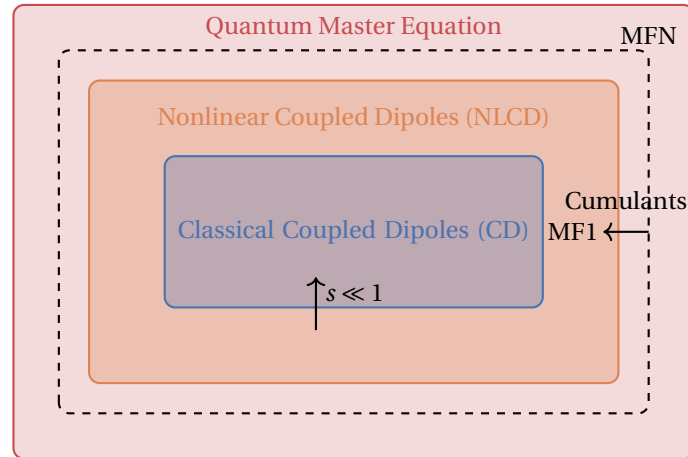 Quantum Master Equation
MFN
Nonlinear Coupled Dipoles (NLCD)
Cumulants
Classical Coupled Dipoles (CD)
MF1
s ≪ 1